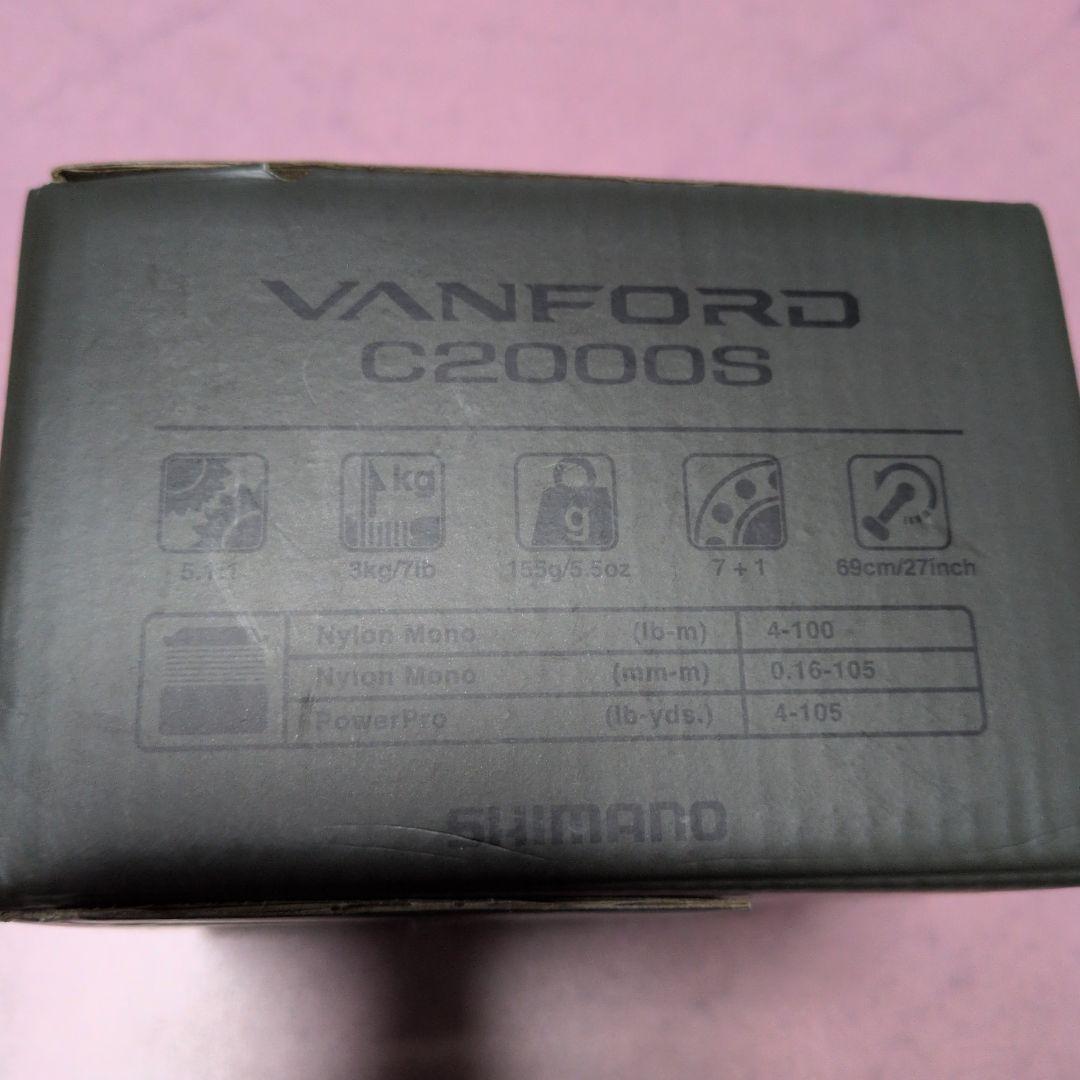 VANFORD
C2000S
kg
g
5.1:1 3kg/7lb 155g/5.5oz 7 + 1 69cm/27inch
Nylon Mono (lb-m) 4-100
Nylon Mono (mm-m) 0.16-105
PowerPro (lb-yds.) 4-105
SHIMANO